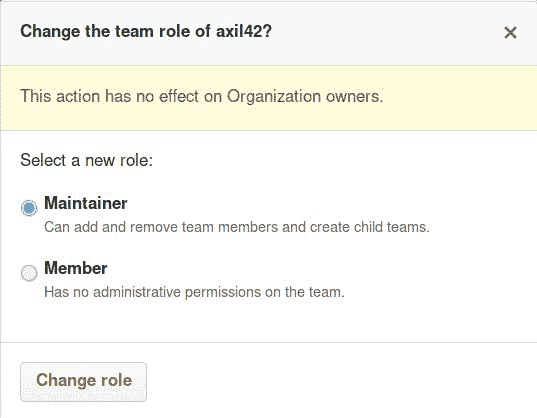 Change the team role of axil42?
×
This action has no effect on Organization owners.
Select a new role:
Maintainer
Can add and remove team members and create child teams.
Member
Has no administrative permissions on the team.
Change role